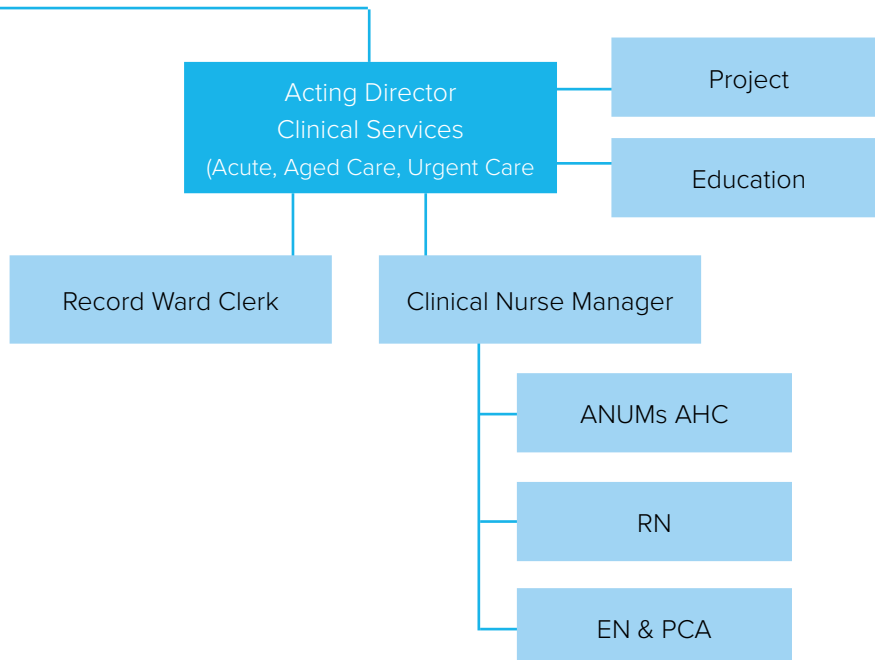 Acting Director
Clinical Services
(Acute, Aged Care, Urgent Care
Project
Education
Record Ward Clerk
Clinical Nurse Manager
ANUMs AHC
RN
EN & PCA